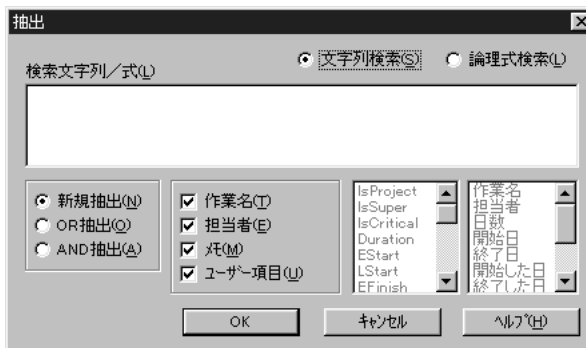 抽出
文字列検索(S) 論理式検索(L)
検索文字列／式(L)
新規抽出(N)
OR抽出(O)
AND抽出(A)
作業名(T)
担当者(E)
ﾒﾓ(M)
ﾕｰｻﾞｰ項目(U)
IsProject
IsSuper
IsCritical
Duration
EStart
LStart
EFinish
作業名
担当者
日数
開始日
終了日
開始した日
終了した日
OK ｷｬﾝｾﾙ ﾍﾙﾌﾟ(H)